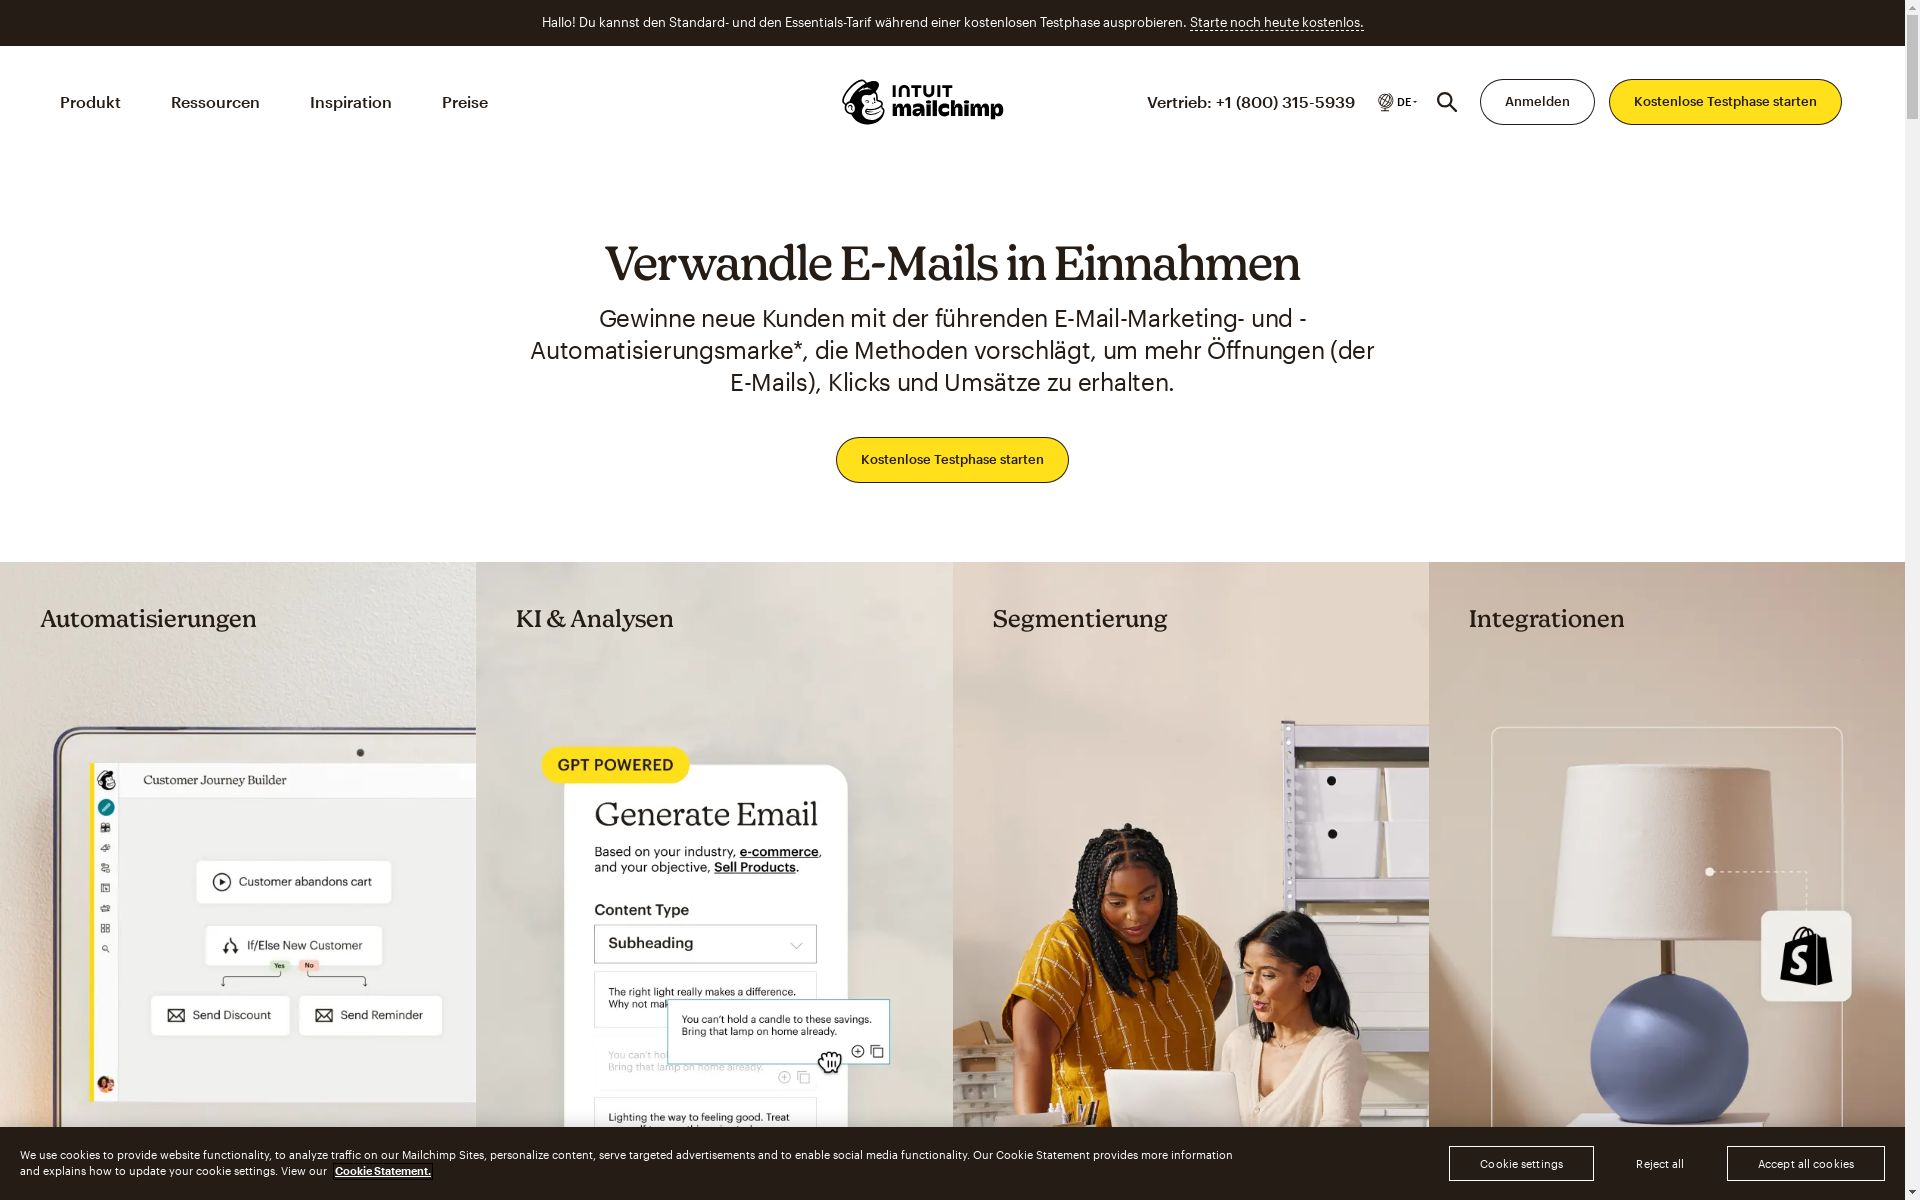 Hallo! Du kannst den Standard- und den Essentials-Tarif während einer kostenlosen Testphase ausprobieren. Starte noch heute kostenlos.
Produkt
Ressourcen
Inspiration
Preise
INTUIT
mailchimp
Vertrieb: +1 (800) 315-5939
DE
Anmelden
Kostenlose Testphase starten
Verwandle E-Mails in Einnahmen
Gewinne neue Kunden mit der führenden E-Mail-Marketing- und -
Automatisierungsmarke*, die Methoden vorschlägt, um mehr Öffnungen (der
E-Mails), Klicks und Umsätze zu erhalten.
Kostenlose Testphase starten
Automatisierungen
Customer Journey Builder
Customer abandons cart
If/Else New Customer
Yes
No
Send Discount
Send Reminder
KI & Analysen
GPT POWERED
Generate Email
Based on your industry, e-commerce,
and your objective, Sell Products.
Content Type
Subheading
The right light really makes a difference.
Why not mak
You can't hold a candle to these savings.
Bring that lamp on home already.
You can't ho
Bring that lamp on home already.
Lighting the way to feeling good. Treat
Segmentierung
Integrationen
S
We use cookies to provide website functionality, to analyze traffic on our Mailchimp Sites, personalize content, serve targeted advertisements and to enable social media functionality. Our Cookie Statement provides more information
and explains how to update your cookie settings. View our Cookie Statement.
Cookie settings
Reject all
Accept all cookies